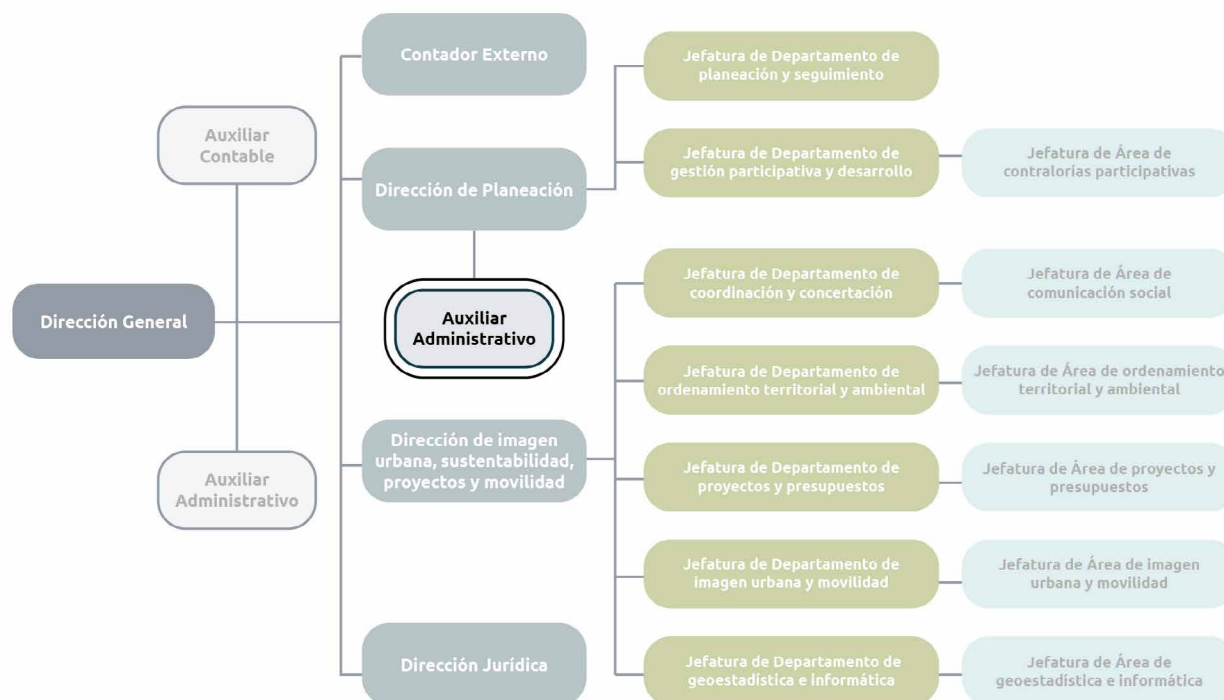 Dirección General
Auxiliar
Contable
Auxiliar
Administrativo
Contador Externo
Dirección de Planeación
Auxiliar
Administrativo
Dirección de imagen
urbana, sustentabilidad,
proyectos y movilidad
Dirección Jurídica
Jefatura de Departamento de
planeación y seguimiento
Jefatura de Departamento de
gestión participativa y desarrollo
Jefatura de Área de
contralorías participativas
Jefatura de Departamento de
coordinación y concertación
Jefatura de Área de
comunicación social
Jefatura de Departamento de
ordenamiento territorial y ambiental
Jefatura de Área de ordenamiento
territorial y ambiental
Jefatura de Departamento de
proyectos y presupuestos
Jefatura de Área de proyectos y
presupuestos
Jefatura de Departamento de
imagen urbana y movilidad
Jefatura de Área de imagen
urbana y movilidad
Jefatura de Departamento de
geoestadística e informática
Jefatura de Área de
geoestadística e informática